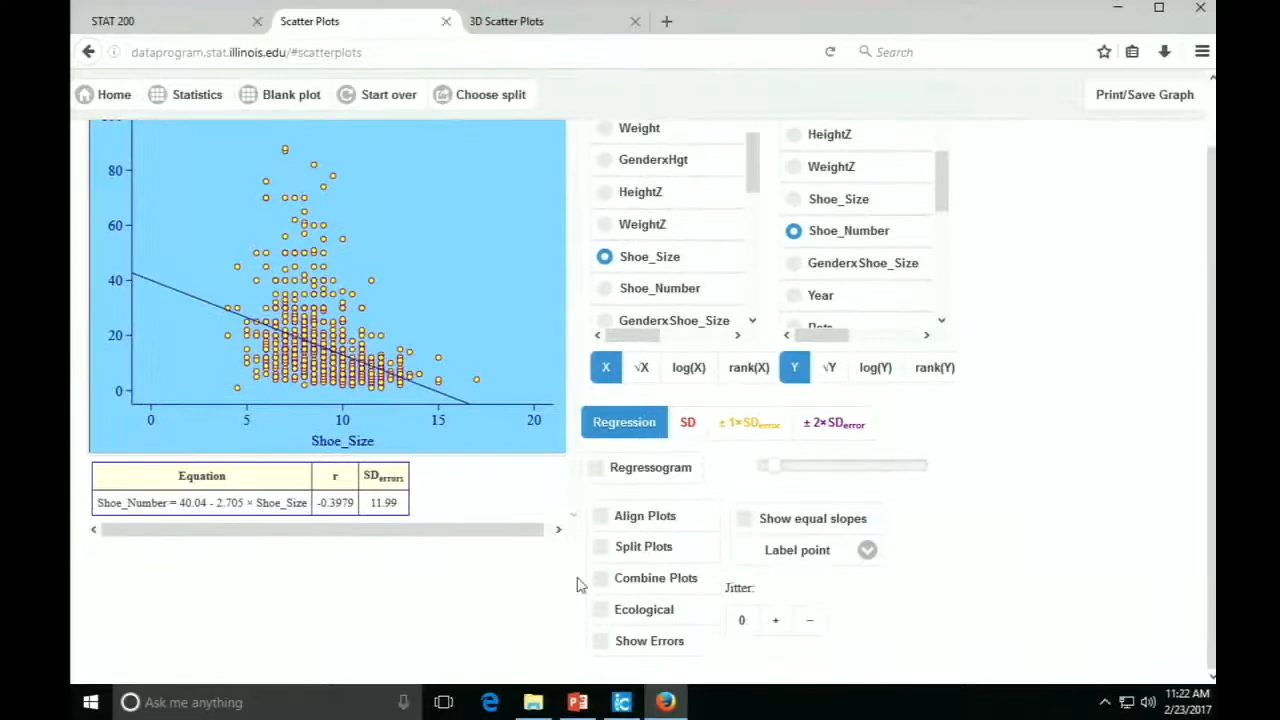 STAT 200
Scatter Plots
3D Scatter Plots
dataprogram.stat.illinois.edu/#scatterplots
Search
Home
Statistics
Blank plot
Start over
Choose split
Print/Save Graph
80
60
40
20
0
0
5
10
15
20
Shoe_Size
Weight
GenderxHgt
HeightZ
WeightZ
Shoe_Size
Shoe_Number
GenderxShoe_Size
HeightZ
WeightZ
Shoe_Size
Shoe_Number
GenderxShoe_Size
Year
X √X log(X) rank(X)
Y √Y log(Y) rank(Y)
Regression SD ± 1×SDerror ± 2×SDerror
Regressogram
Equation r SDerrors
Shoe_Number = 40.04 - 2.705 × Shoe_Size -0.3979 11.99
Align Plots
Split Plots
Combine Plots
Ecological
Show Errors
Show equal slopes
Label point
Jitter:
0 + −
Ask me anything
11:22 AM
2/23/2017